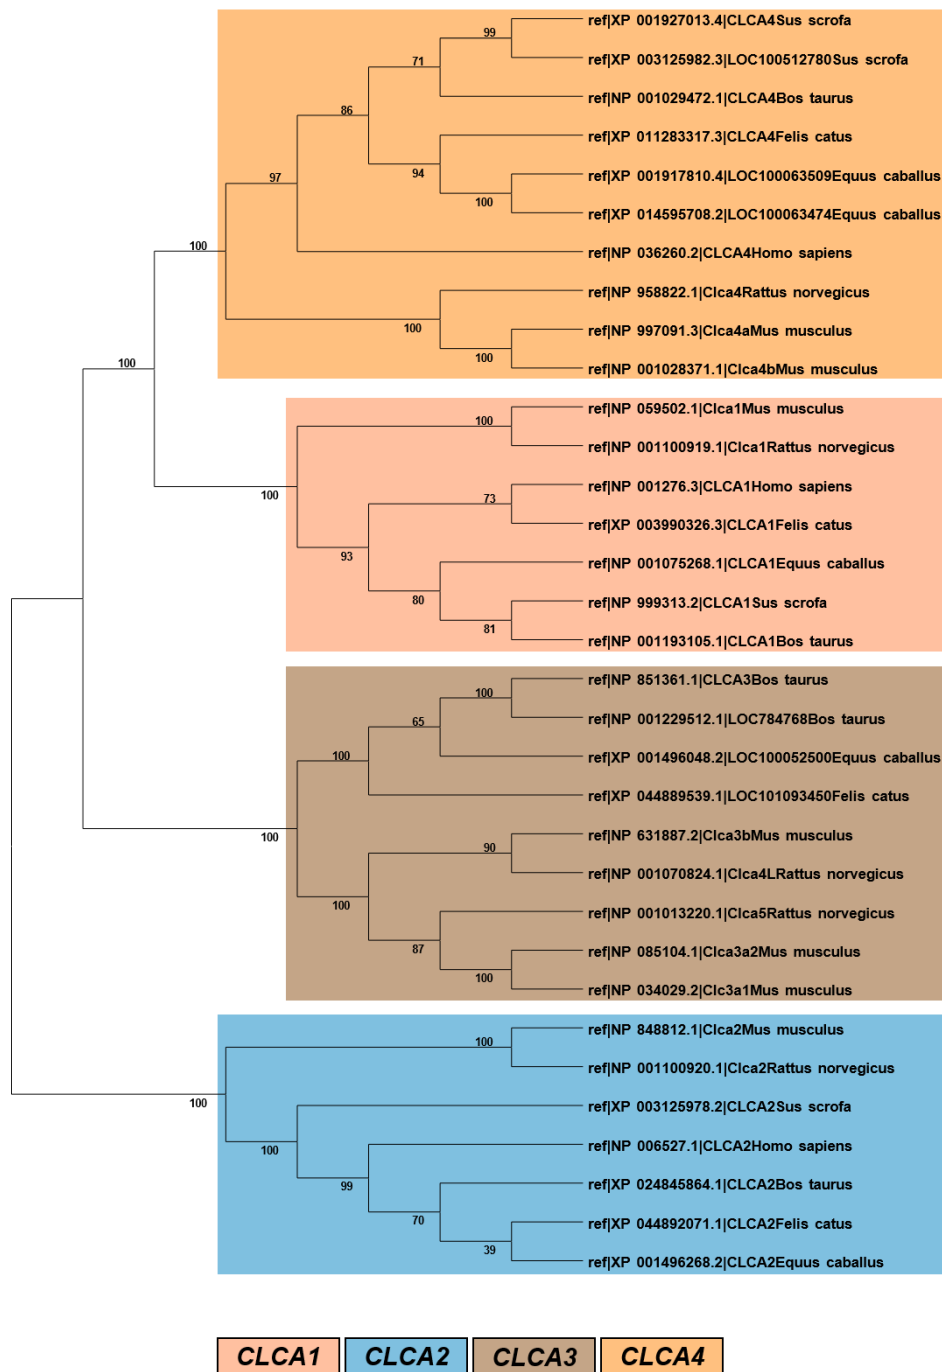 ref|XP 001927013.4|CLCA4Sus scrofa
99
ref|XP 003125982.3|LOC100512780Sus scrofa
71
ref|NP 001029472.1|CLCA4Bos taurus
86
ref|XP 011283317.3|CLCA4Felis catus
94
ref|XP 001917810.4|LOC100063509Equus caballus
97
100
ref|XP 014595708.2|LOC100063474Equus caballus
100
ref|NP 036260.2|CLCA4Homo sapiens
ref|NP 958822.1|Clca4Rattus norvegicus
100
ref|NP 997091.3|Clca4aMus musculus
100
100
ref|NP 001028371.1|Clca4bMus musculus
ref|NP 059502.1|Clca1Mus musculus
100
ref|NP 001100919.1|Clca1Rattus norvegicus
100
ref|NP 001276.3|CLCA1Homo sapiens
73
ref|XP 003990326.3|CLCA1Felis catus
93
ref|NP 001075268.1|CLCA1Equus caballus
80
ref|NP 999313.2|CLCA1Sus scrofa
81
ref|NP 001193105.1|CLCA1Bos taurus
ref|NP 851361.1|CLCA3Bos taurus
100
ref|NP 001229512.1|LOC784768Bos taurus
65
ref|XP 001496048.2|LOC100052500Equus caballus
100
ref|XP 044889539.1|LOC101093450Felis catus
100
ref|NP 631887.2|Clca3bMus musculus
90
ref|NP 001070824.1|Clca4LRattus norvegicus
100
ref|NP 001013220.1|Clca5Rattus norvegicus
87
ref|NP 085104.1|Clca3a2Mus musculus
100
ref|NP 034029.2|Clc3a1Mus musculus
ref|NP 848812.1|Clca2Mus musculus
100
ref|NP 001100920.1|Clca2Rattus norvegicus
100
ref|XP 003125978.2|CLCA2Sus scrofa
100
ref|NP 006527.1|CLCA2Homo sapiens
99
ref|XP 024845864.1|CLCA2Bos taurus
70
ref|XP 044892071.1|CLCA2Felis catus
39
ref|XP 001496268.2|CLCA2Equus caballus
CLCA1 CLCA2 CLCA3 CLCA4